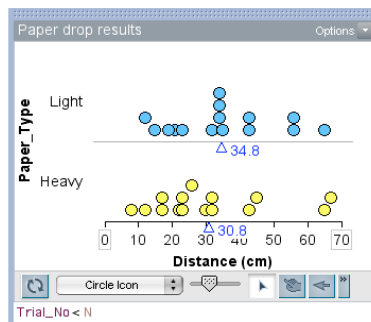 Paper drop results
Options
Paper_Type
Light
34.8
Heavy
30.8
0 10 20 30 40 50 60 70
Distance (cm)
Circle Icon
»
Trial_No < N